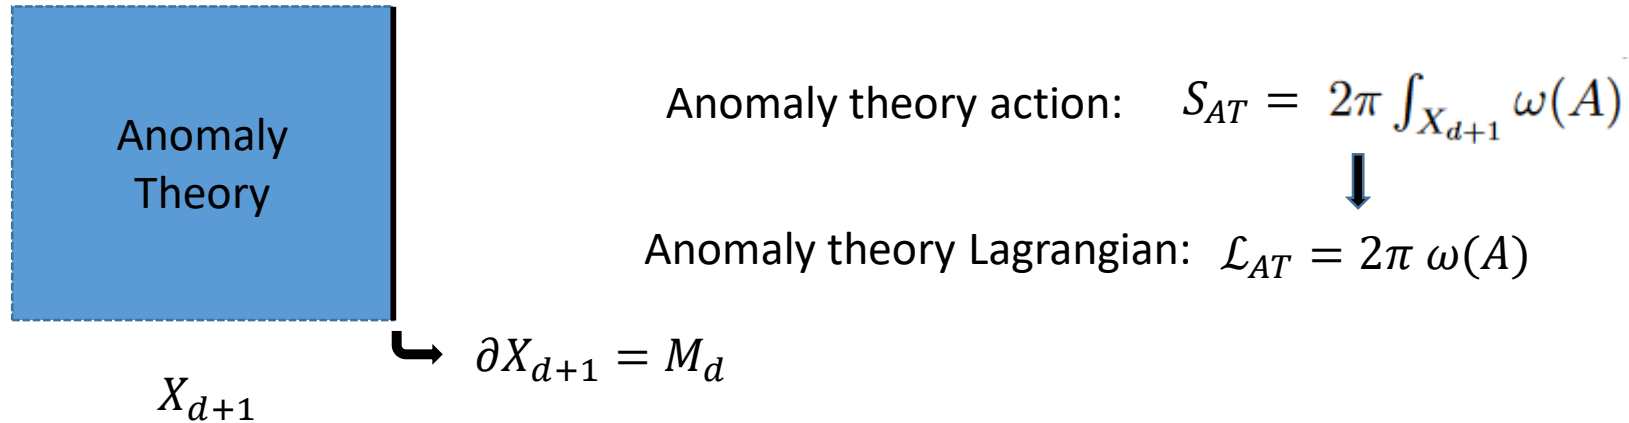 Anomaly
Theory
X_{d+1}
∂X_{d+1} = M_d
Anomaly theory action: S_{AT} = 2π ∫_{X_{d+1}} ω(A)
Anomaly theory Lagrangian: ℒ_{AT} = 2π ω(A)